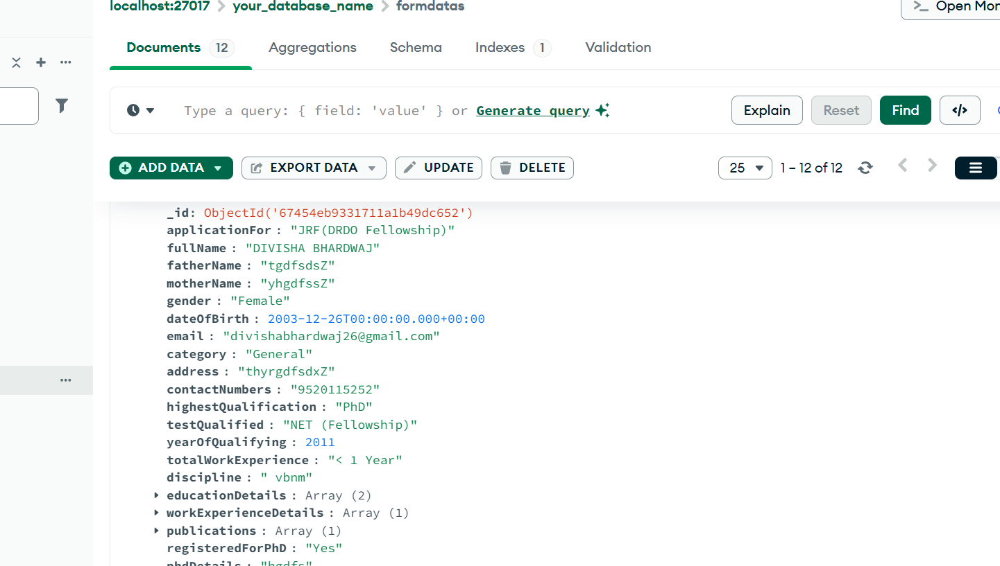 localhost:27017 > your_database_name > formdatas
>_ Open Mon
Documents 12 Aggregations Schema Indexes 1 Validation
Type a query: { field: 'value' } or Generate query
Explain Reset Find </>
ADD DATA EXPORT DATA UPDATE DELETE 25 1 – 12 of 12
_id: ObjectId('67454eb9331711a1b49dc652')
applicationFor : "JRF(DRDO Fellowship)"
fullName : "DIVISHA BHARDWAJ"
fatherName : "tgdfsdsZ"
motherName : "yhgdfssZ"
gender : "Female"
dateOfBirth : 2003-12-26T00:00:00.000+00:00
email : "divishabhardwaj26@gmail.com"
category : "General"
address : "thyrgdfsdxZ"
contactNumbers : "9520115252"
highestQualification : "PhD"
testQualified : "NET (Fellowship)"
yearOfQualifying : 2011
totalWorkExperience : "< 1 Year"
discipline : " vbnm"
educationDetails : Array (2)
workExperienceDetails : Array (1)
publications : Array (1)
registeredForPhD : "Yes"
phdDetails : "hgdfs"